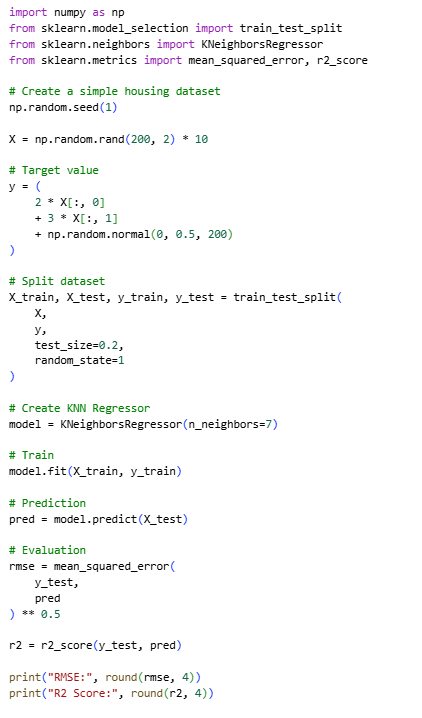 import numpy as np
from sklearn.model_selection import train_test_split
from sklearn.neighbors import KNeighborsRegressor
from sklearn.metrics import mean_squared_error, r2_score
# Create a simple housing dataset
np.random.seed(1)
X = np.random.rand(200, 2) * 10
# Target value
y = (
    2 * X[:, 0]
    + 3 * X[:, 1]
    + np.random.normal(0, 0.5, 200)
)
# Split dataset
X_train, X_test, y_train, y_test = train_test_split(
    X,
    y,
    test_size=0.2,
    random_state=1
)
# Create KNN Regressor
model = KNeighborsRegressor(n_neighbors=7)
# Train
model.fit(X_train, y_train)
# Prediction
pred = model.predict(X_test)
# Evaluation
rmse = mean_squared_error(
    y_test,
    pred
) ** 0.5
r2 = r2_score(y_test, pred)
print("RMSE:", round(rmse, 4))
print("R2 Score:", round(r2, 4))